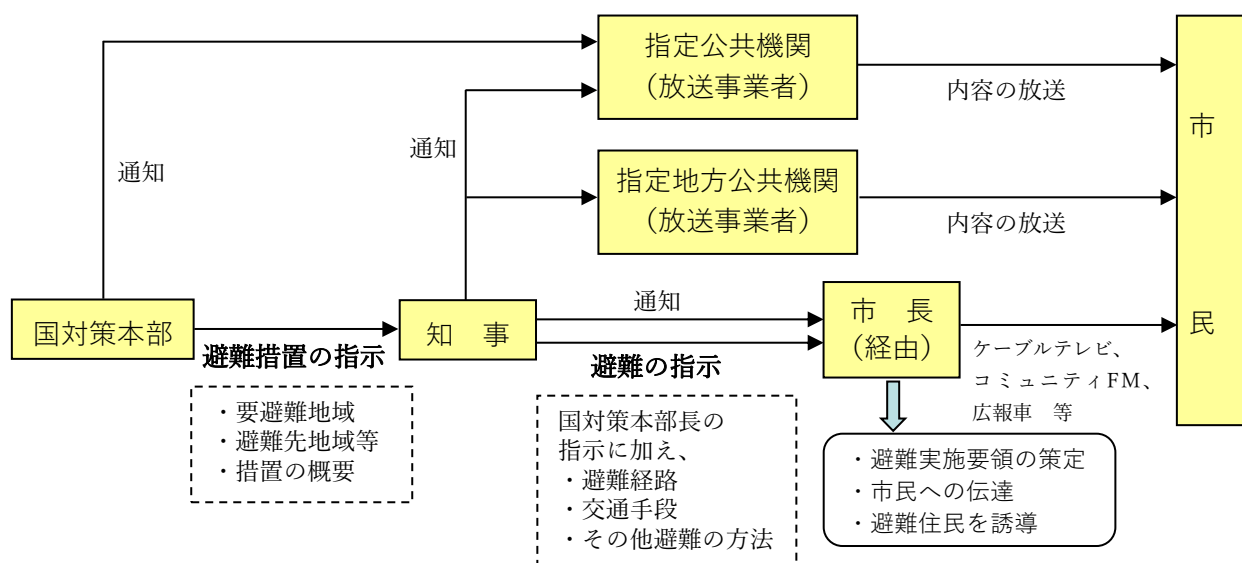 指定公共機関
（放送事業者）
内容の放送
通知
通知
指定地方公共機関
（放送事業者）
内容の放送
市
民
国対策本部
避難措置の指示
知　事
通知
避難の指示
市　長
（経由）
ケーブルテレビ、
コミュニティFM、
広報車　等
・要避難地域
・避難先地域等
・措置の概要
国対策本部長の
指示に加え、
・避難経路
・交通手段
・その他避難の方法
・避難実施要領の策定
・市民への伝達
・避難住民を誘導